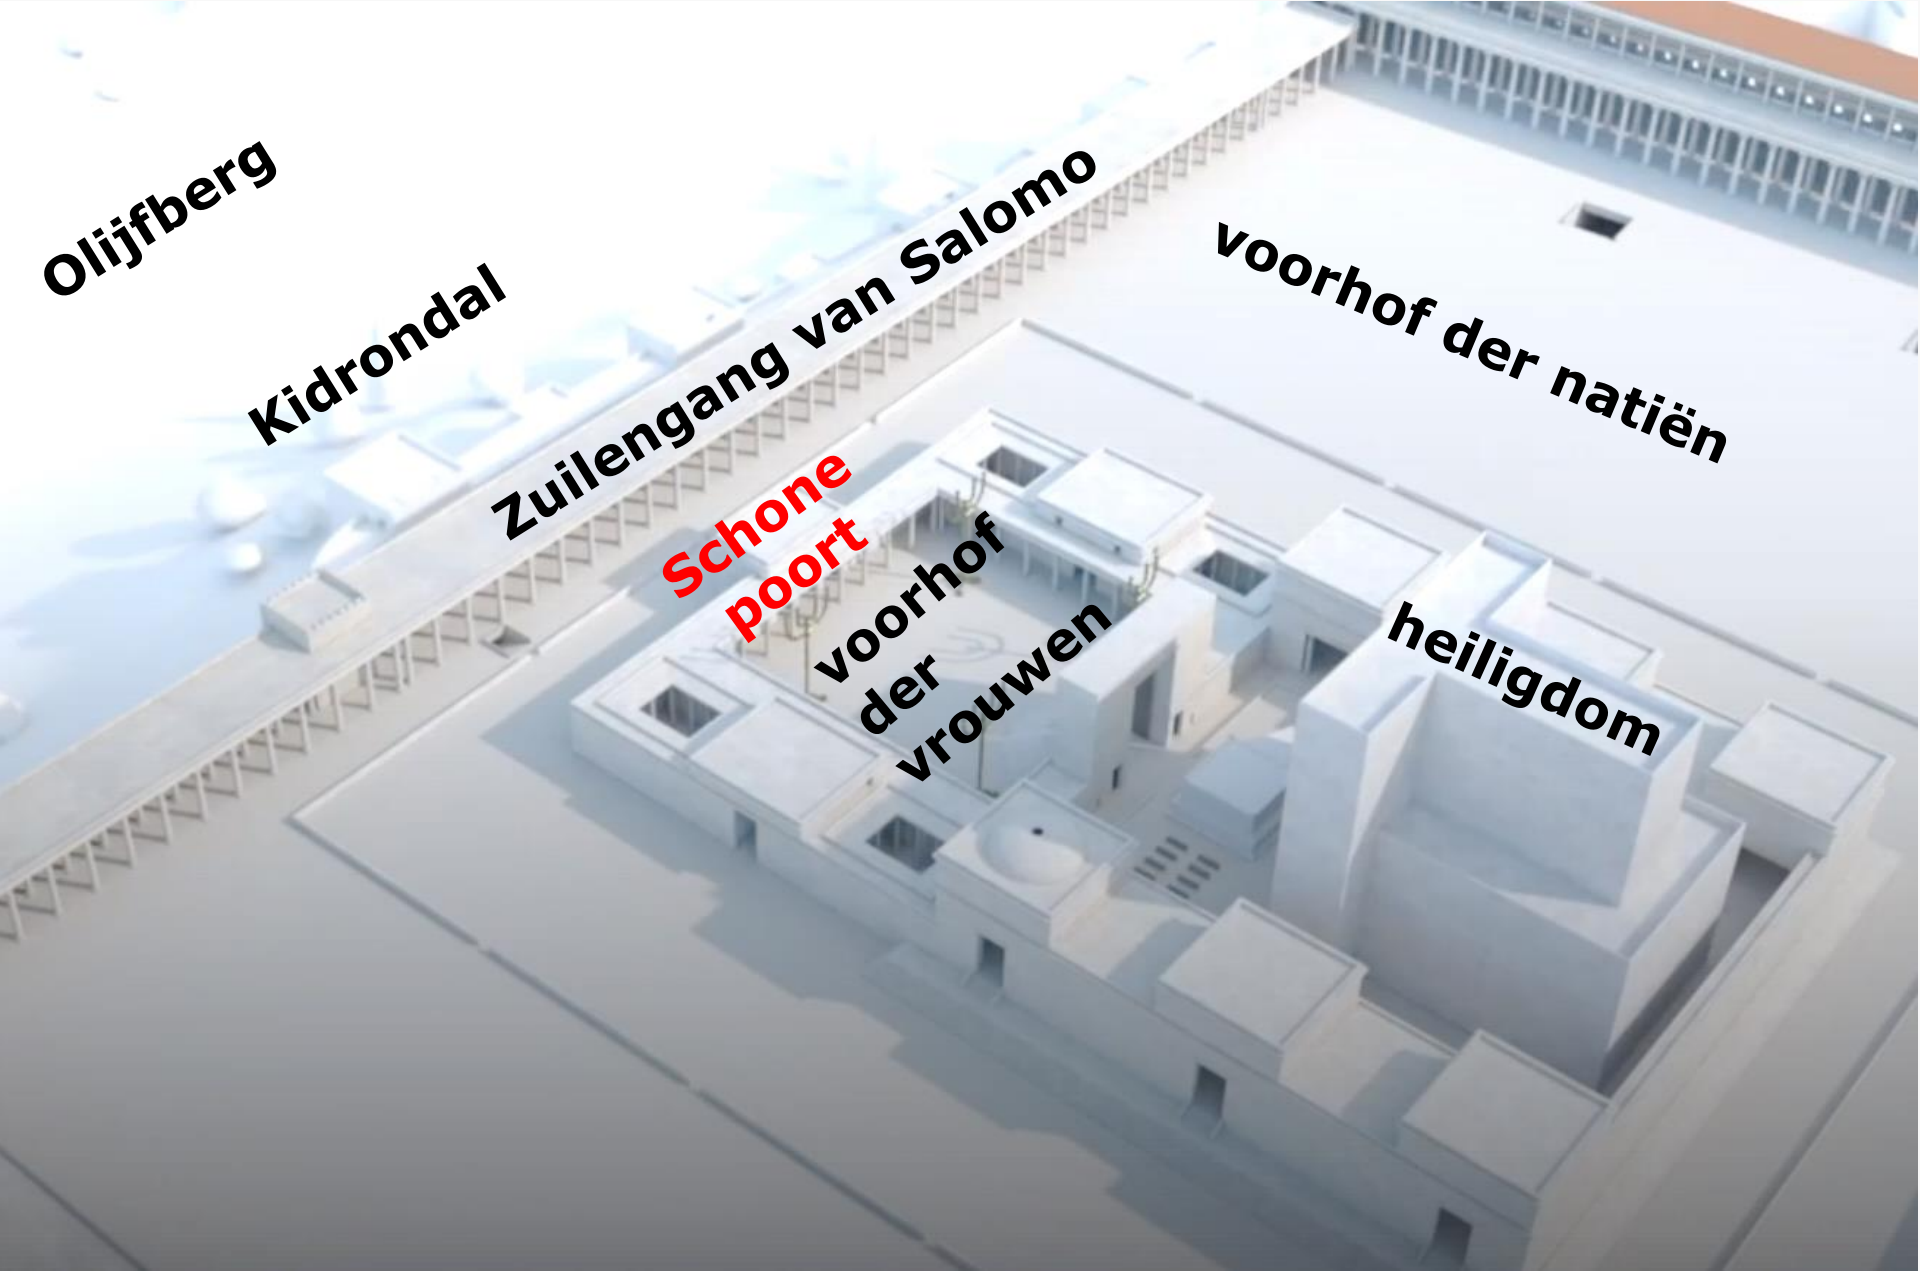 Olijfberg
Kidrondal
Zuilengang van Salomo
voorhof der natiën
Schone
poort
voorhof
der
vrouwen
heiligdom